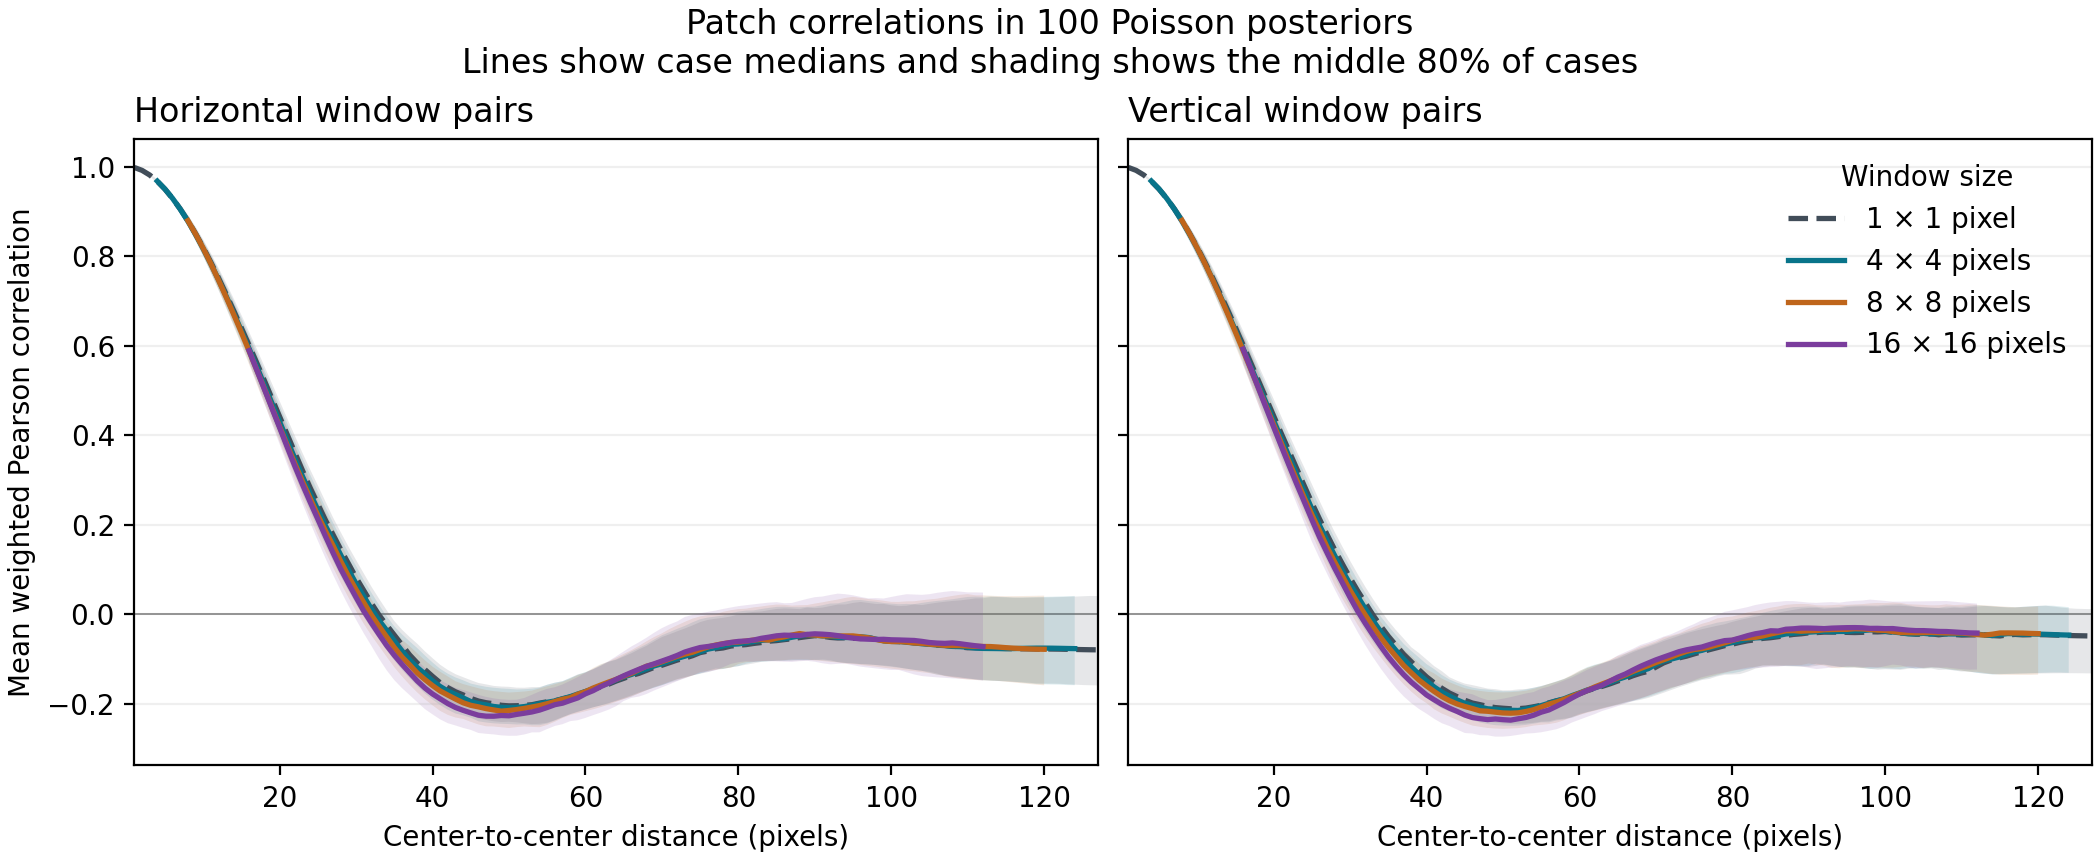 Patch correlations in 100 Poisson posteriors
Lines show case medians and shading shows the middle 80% of cases
Horizontal window pairs
Vertical window pairs
Mean weighted Pearson correlation
1.0
0.8
0.6
0.4
0.2
0.0
−0.2
Window size
1 × 1 pixel
4 × 4 pixels
8 × 8 pixels
16 × 16 pixels
20 40 60 80 100 120
20 40 60 80 100 120
Center-to-center distance (pixels)
Center-to-center distance (pixels)